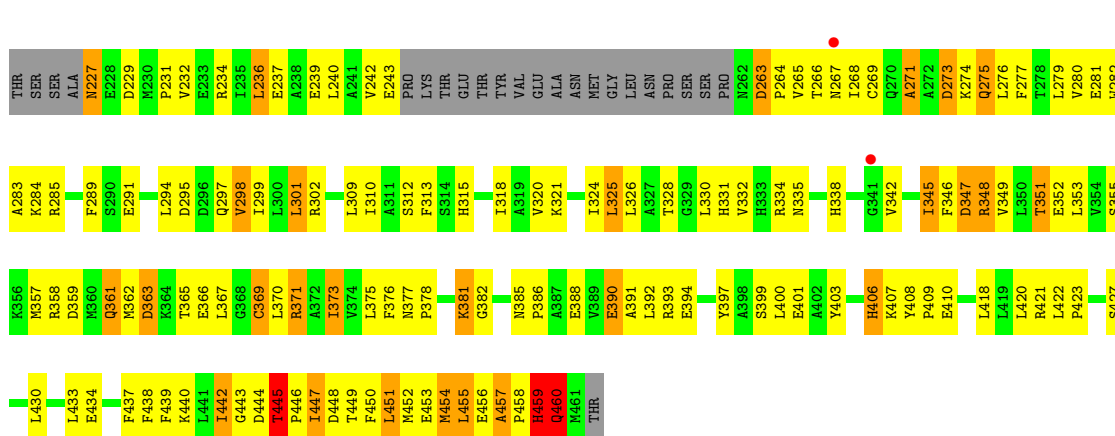 THR SER SER ALA N227 E228 D229 M230 P231 V232 E233 R234 I235 L236 E237 A238 E239 L240 A241 V242 E243 PRO LYS THR GLU THR TYR VAL GLU ALA ASN MET GLY LEU ASN PRO SER SER PRO N262 D263 P264 V265 T266 N267 I268 C269 Q270 A271 A272 D273 K274 Q275 L276 F277 T278 L279 V280 E281 W282
A283 K284 R285 F289 S290 E291 L294 D295 D296 Q297 V298 I299 L300 L301 R302 L309 I310 A311 S312 F313 S314 H315 I318 A319 V320 K321 I324 L325 L326 A327 T328 G329 L330 H331 V332 H333 R334 N335 H338 G341 V342 I345 F346 D347 R348 V349 L350 T351 E352 L353 V354 S355
K356 M357 R358 D359 M360 Q361 M362 D363 K364 T365 E366 L367 G368 C369 L370 R371 A372 I373 V374 L375 F376 N377 P378 K381 G382 N385 P386 A387 E388 V389 E390 A391 L392 R393 E394 Y397 A398 S399 L400 E401 A402 Y403 H406 K407 Y408 P409 E410 L418 L419 L420 R421 L422 P423 S427
L430 L433 E434 F437 F438 F439 K440 L441 I442 G443 D444 T445 P446 I447 D448 T449 F450 L451 M452 E453 M454 L455 E456 A457 P458 H459 Q460 M461 THR